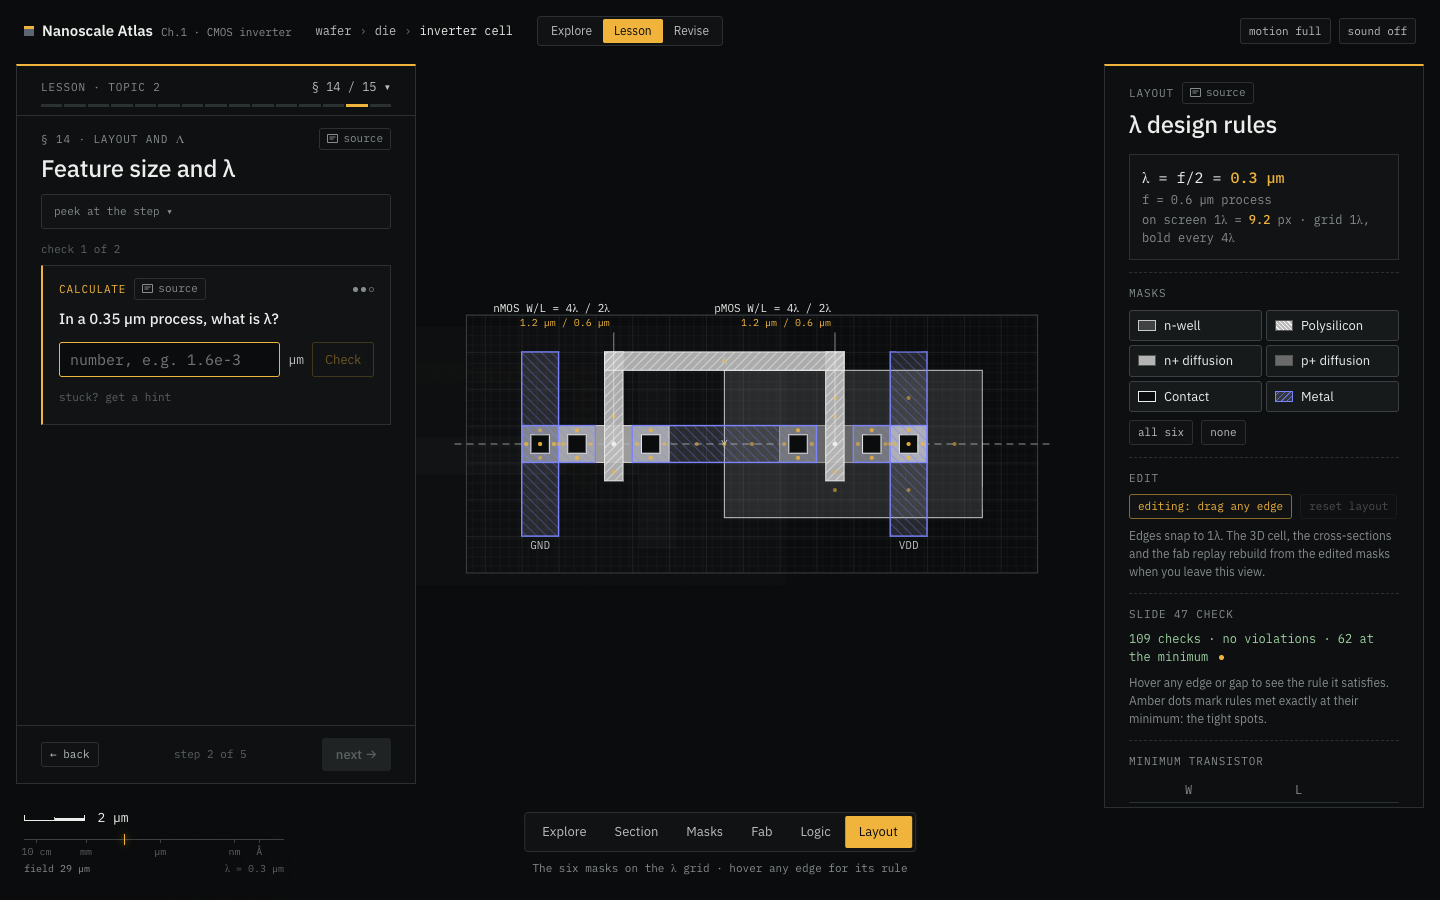 Nanoscale Atlas Ch.1 · CMOS inverter
wafer › die › inverter cell
Explore Lesson Revise
motion full sound off
LESSON · TOPIC 2 § 14 / 15 ▾
§ 14 · LAYOUT AND Λ source
Feature size and λ
peek at the step ▾
check 1 of 2
CALCULATE source
In a 0.35 µm process, what is λ?
number, e.g. 1.6e-3 µm Check
stuck? get a hint
← back step 2 of 5 next →
nMOS W/L = 4λ / 2λ
1.2 µm / 0.6 µm
pMOS W/L = 4λ / 2λ
1.2 µm / 0.6 µm
GND
VDD
LAYOUT source
λ design rules
λ = f/2 = 0.3 µm
f = 0.6 µm process
on screen 1λ = 9.2 px · grid 1λ,
bold every 4λ
MASKS
n-well Polysilicon
n+ diffusion p+ diffusion
Contact Metal
all six none
EDIT
editing: drag any edge reset layout
Edges snap to 1λ. The 3D cell, the cross-sections
and the fab replay rebuild from the edited masks
when you leave this view.
SLIDE 47 CHECK
109 checks · no violations · 62 at
the minimum
Hover any edge or gap to see the rule it satisfies.
Amber dots mark rules met exactly at their
minimum: the tight spots.
MINIMUM TRANSISTOR
W L
2 µm
10 cm mm µm nm Å
field 29 µm λ = 0.3 µm
Explore Section Masks Fab Logic Layout
The six masks on the λ grid · hover any edge for its rule